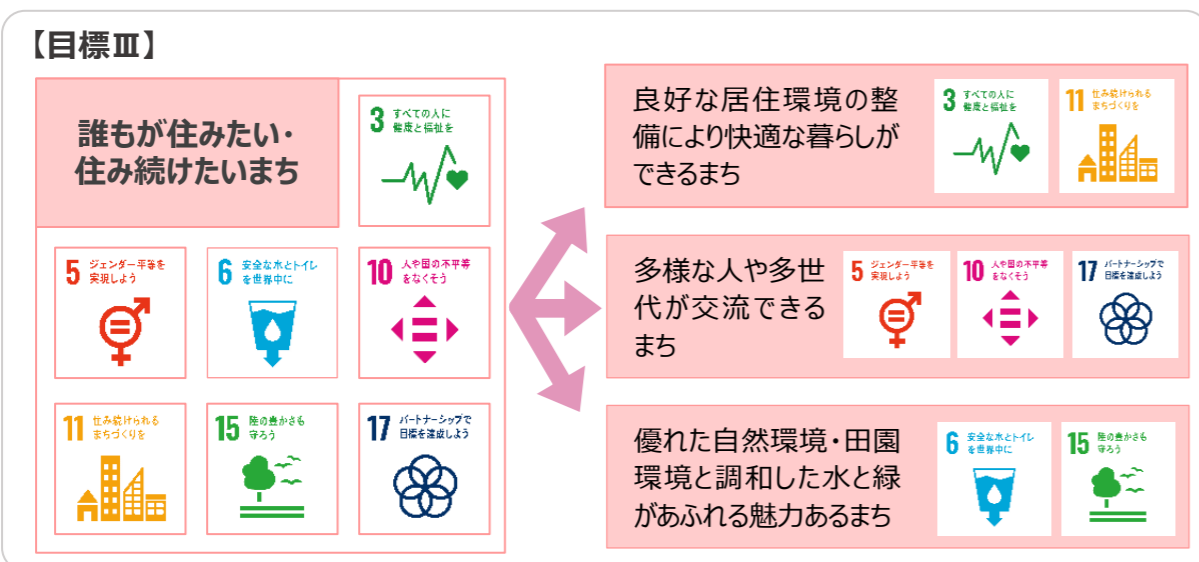 【目標Ⅲ】
誰もが住みたい・
住み続けたいまち
3 すべての人に
健康と福祉を
5 ジェンダー平等を
実現しよう
6 安全な水とトイレ
を世界中に
10 人や国の不平等
をなくそう
11 住み続けられる
まちづくりを
15 陸の豊かさも
守ろう
17 パートナーシップで
目標を達成しよう
良好な居住環境の整
備により快適な暮らしが
できるまち
3 すべての人に
健康と福祉を
11 住み続けられる
まちづくりを
多様な人や多世
代が交流できる
まち
5 ジェンダー平等を
実現しよう
10 人や国の不平等
をなくそう
17 パートナーシップで
目標を達成しよう
優れた自然環境・田園
環境と調和した水と緑
があふれる魅力あるまち
6 安全な水とトイレ
を世界中に
15 陸の豊かさも
守ろう